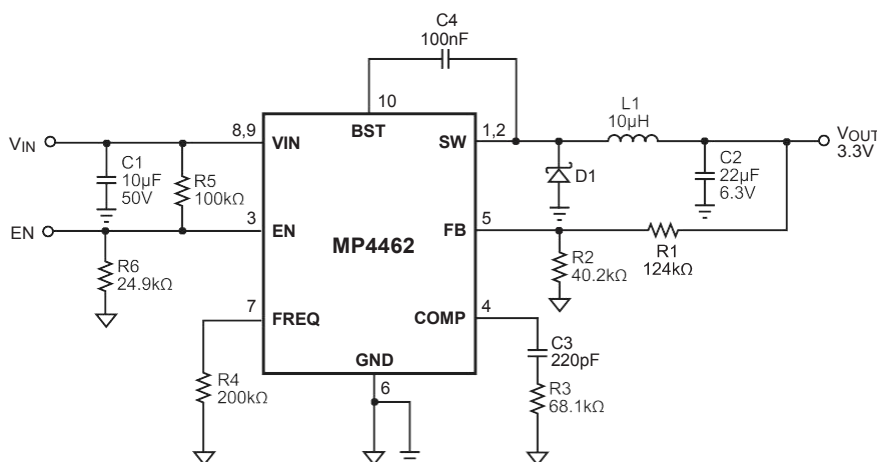 C4
100nF
10
BST
VIN
8,9
VIN
C1
10µF
50V
R5
100kΩ
EN
3
EN
R6
24.9kΩ
7
FREQ
R4
200kΩ
MP4462
GND
6
SW
1,2
L1
10µH
VOUT
3.3V
D1
C2
22µF
6.3V
FB
5
R2
40.2kΩ
R1
124kΩ
COMP
4
C3
220pF
R3
68.1kΩ